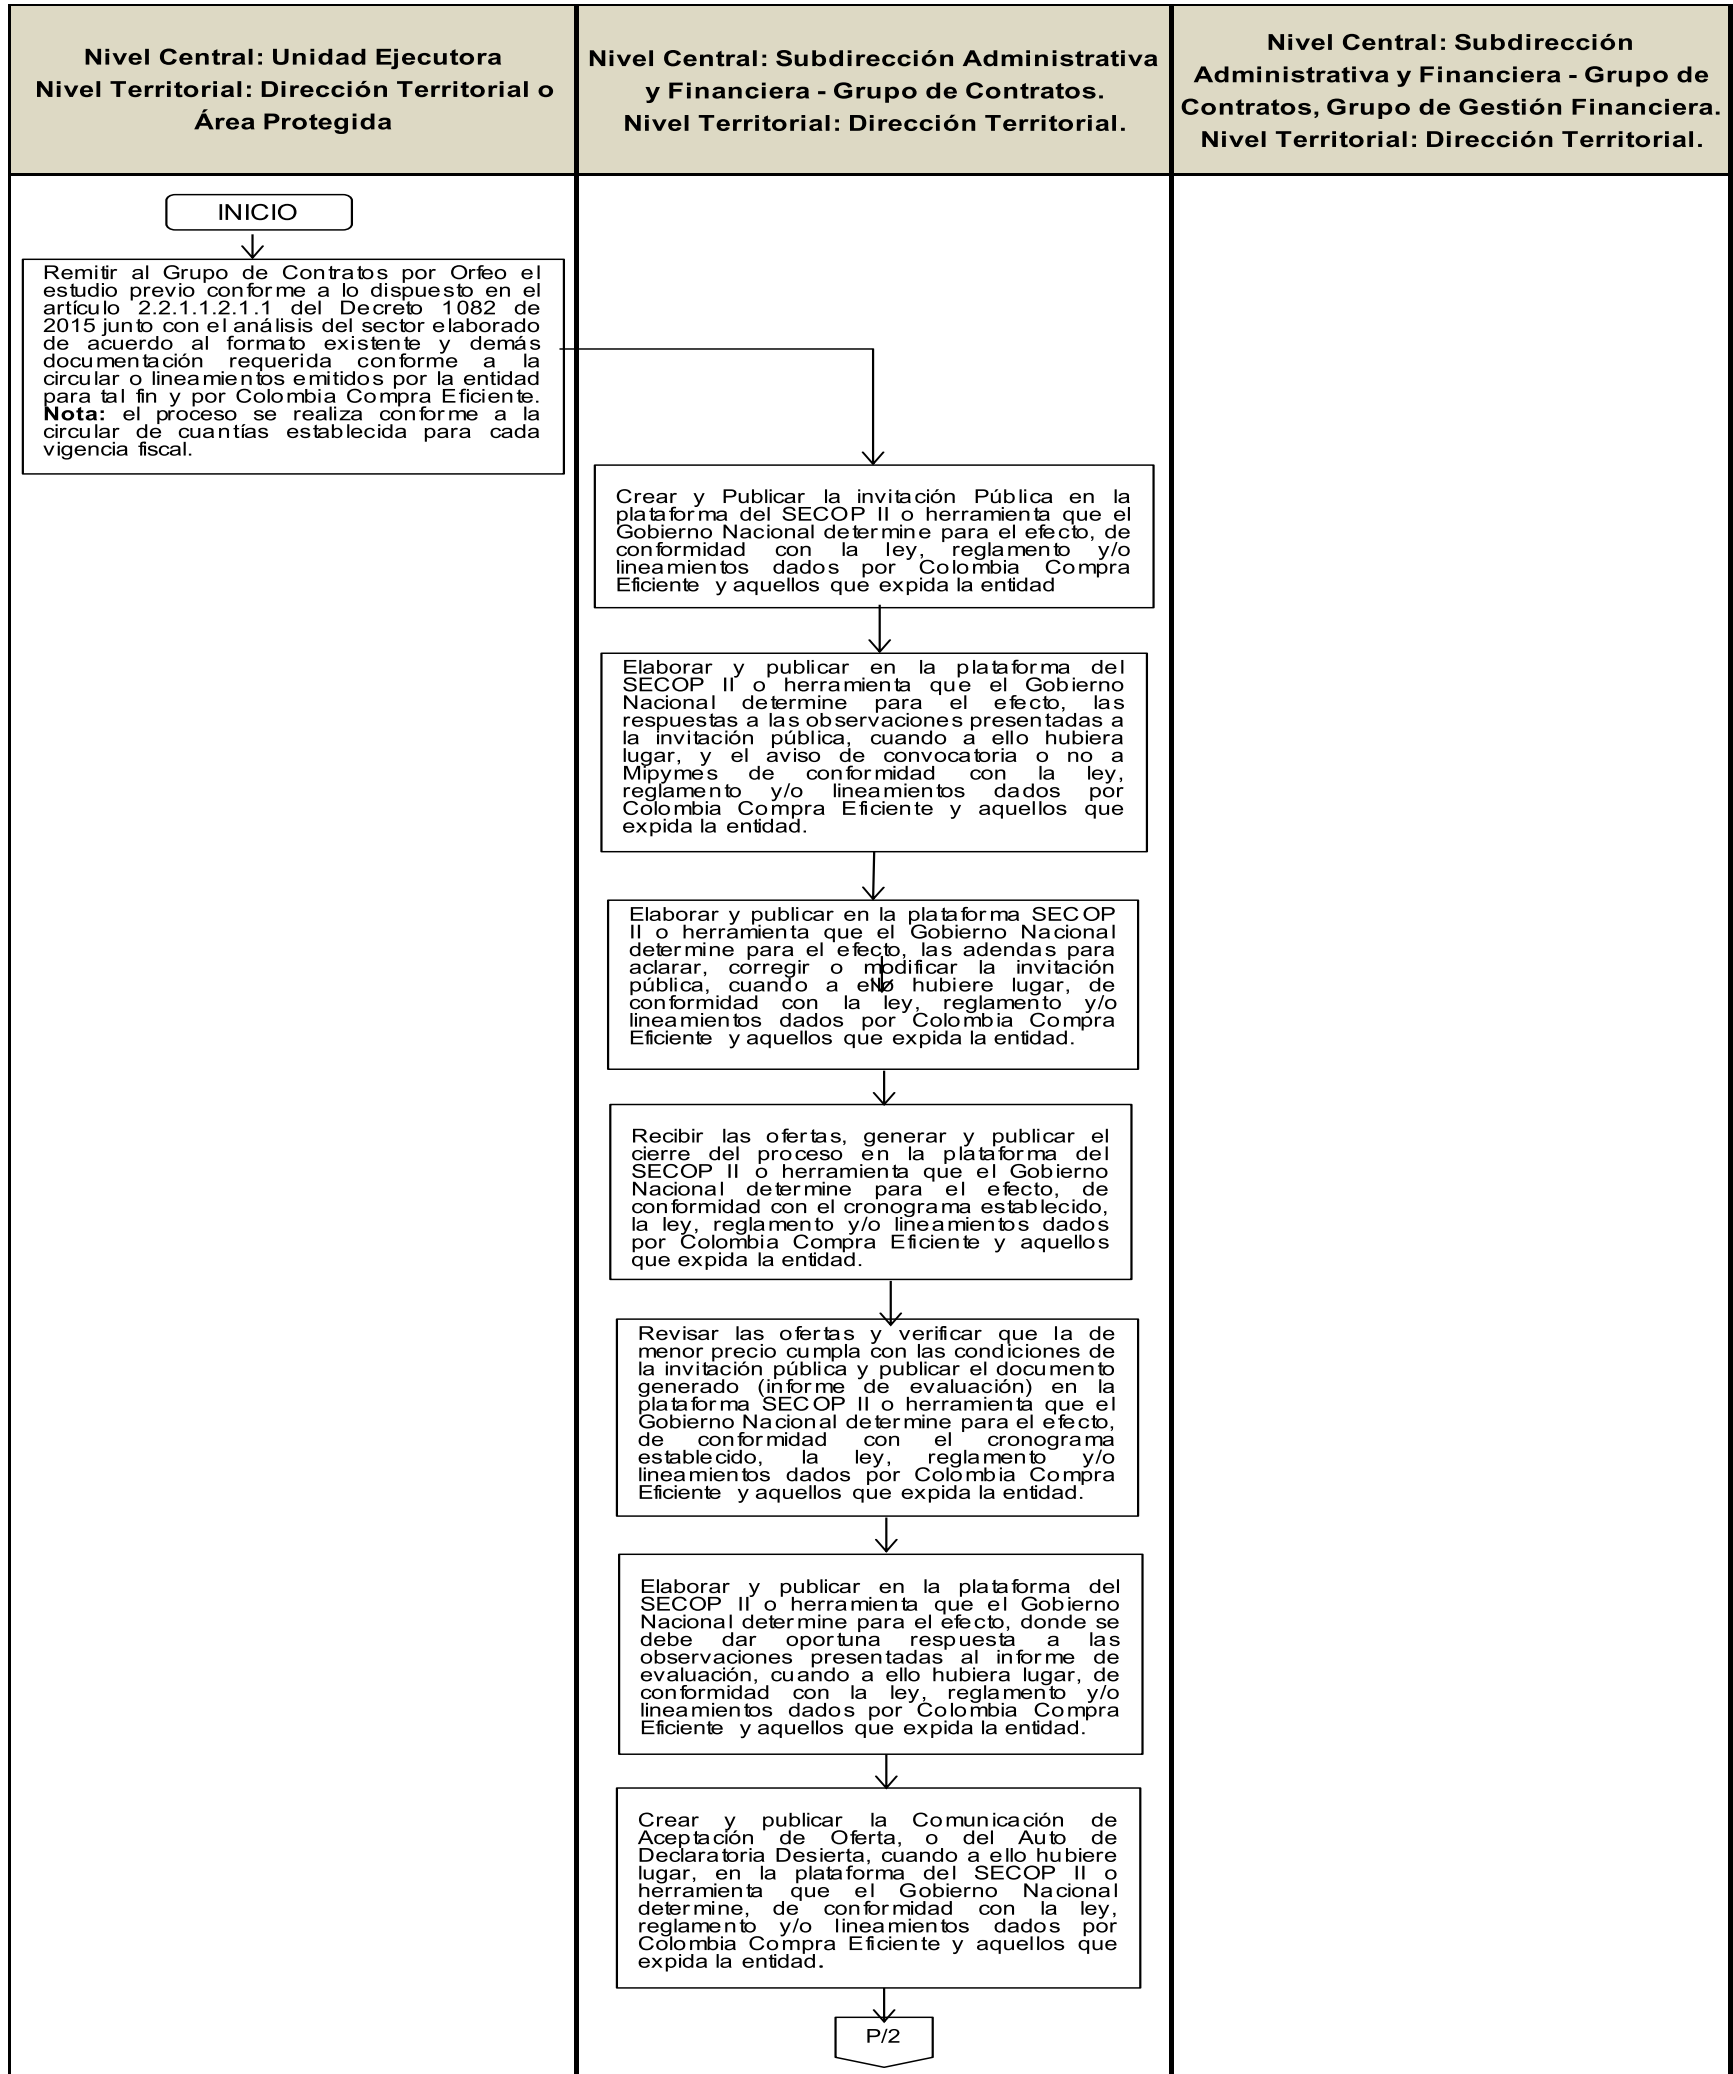 Nivel Central: Unidad Ejecutora
Nivel Territorial: Dirección Territorial o
Área Protegida
Nivel Central: Subdirección Administrativa
y Financiera - Grupo de Contratos.
Nivel Territorial: Dirección Territorial.
Nivel Central: Subdirección
Administrativa y Financiera - Grupo de
Contratos, Grupo de Gestión Financiera.
Nivel Territorial: Dirección Territorial.
INICIO
Remitir al Grupo de Contratos por Orfeo el
estudio previo conforme a lo dispuesto en el
artículo 2.2.1.1.2.1.1 del Decreto 1082 de
2015 junto con el análisis del sector elaborado
de acuerdo al formato existente y demás
documentación requerida conforme a la
circular o lineamientos emitidos por la entidad
para tal fin y por Colombia Compra Eficiente.
Nota: el proceso se realiza conforme a la
circular de cuantías establecida para cada
vigencia fiscal.
Crear y Publicar la invitación Pública en la
plataforma del SECOP II o herramienta que el
Gobierno Nacional determine para el efecto, de
conformidad con la ley, reglamento y/o
lineamientos dados por Colombia Compra
Eficiente y aquellos que expida la entidad
Elaborar y publicar en la plataforma del
SECOP II o herramienta que el Gobierno
Nacional determine para el efecto, las
respuestas a las observaciones presentadas a
la invitación pública, cuando a ello hubiera
lugar, y el aviso de convocatoria o no a
Mipymes de conformidad con la ley,
reglamento y/o lineamientos dados por
Colombia Compra Eficiente y aquellos que
expida la entidad.
Elaborar y publicar en la plataforma SECOP
II o herramienta que el Gobierno Nacional
determine para el efecto, las adendas para
aclarar, corregir o modificar la invitación
pública, cuando a ello hubiere lugar, de
conformidad con la ley, reglamento y/o
lineamientos dados por Colombia Compra
Eficiente y aquellos que expida la entidad.
Recibir las ofertas, generar y publicar el
cierre del proceso en la plataforma del
SECOP II o herramienta que el Gobierno
Nacional determine para el efecto, de
conformidad con el cronograma establecido,
la ley, reglamento y/o lineamientos dados
por Colombia Compra Eficiente y aquellos
que expida la entidad.
Revisar las ofertas y verificar que la de
menor precio cumpla con las condiciones de
la invitación pública y publicar el documento
generado (informe de evaluación) en la
plataforma SECOP II o herramienta que el
Gobierno Nacional determine para el efecto,
de conformidad con el cronograma
establecido, la ley, reglamento y/o
lineamientos dados por Colombia Compra
Eficiente y aquellos que expida la entidad.
Elaborar y publicar en la plataforma del
SECOP II o herramienta que el Gobierno
Nacional determine para el efecto, donde se
debe dar oportuna respuesta a las
observaciones presentadas al informe de
evaluación, cuando a ello hubiera lugar, de
conformidad con la ley, reglamento y/o
lineamientos dados por Colombia Compra
Eficiente y aquellos que expida la entidad.
Crear y publicar la Comunicación de
Aceptación de Oferta, o del Auto de
Declaratoria Desierta, cuando a ello hubiere
lugar, en la plataforma del SECOP II o
herramienta que el Gobierno Nacional
determine, de conformidad con la ley,
reglamento y/o lineamientos dados por
Colombia Compra Eficiente y aquellos que
expida la entidad.
P/2